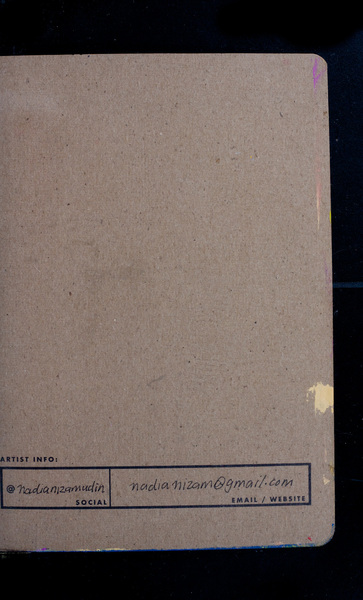 ARTIST INFO:
@nadianizamudin
SOCIAL
nadianizam@gmail.com
EMAIL / WEBSITE